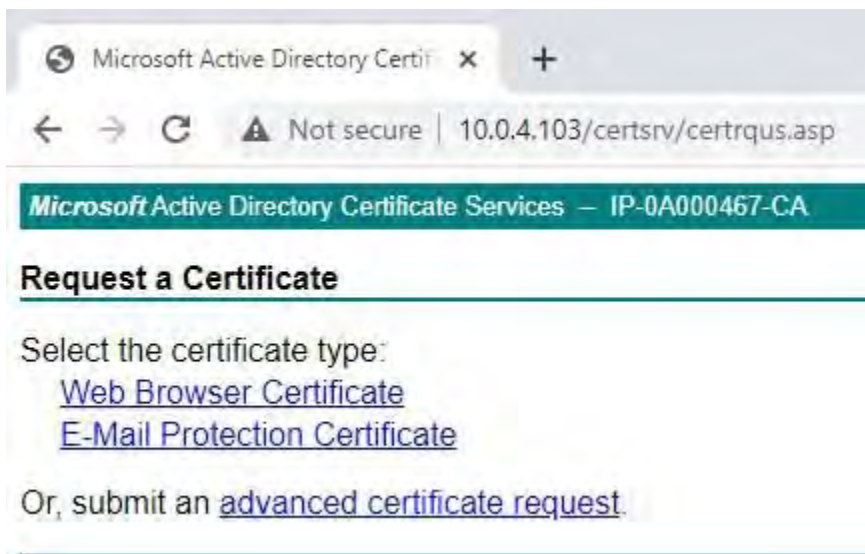 Microsoft Active Directory Certif
Not secure | 10.0.4.103/certsrv/certrqus.asp
Microsoft Active Directory Certificate Services – IP-0A000467-CA
Request a Certificate
Select the certificate type:
Web Browser Certificate
E-Mail Protection Certificate
Or, submit an advanced certificate request.